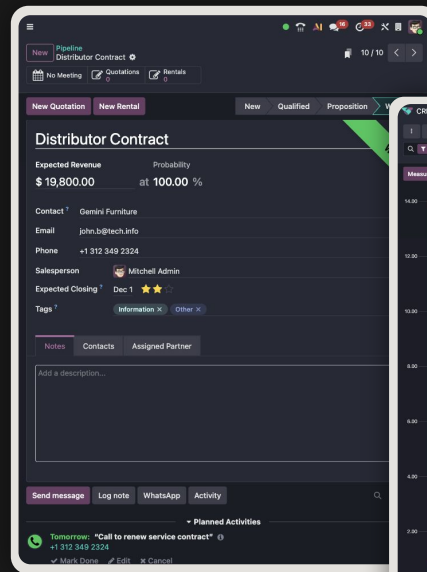 16 33
New Pipeline
Distributor Contract
10 / 10
No Meeting Quotations 0 Rentals 0
New Quotation New Rental New Qualified Proposition
Distributor Contract
Expected Revenue Probability
$ 19,800.00 at 100.00 %
Contact ? Gemini Furniture
Email john.b@tech.info
Phone +1 312 349 2324
Salesperson Mitchell Admin
Expected Closing ? Dec 1
Tags ? Information × Other ×
Notes Contacts Assigned Partner
Add a description...
Send message Log note WhatsApp Activity
Planned Activities
Tomorrow: "Call to renew service contract"
+1 312 349 2324
Mark Done Edit Cancel
14.00
12.00
10.00
8.00
6.00
4.00
2.00